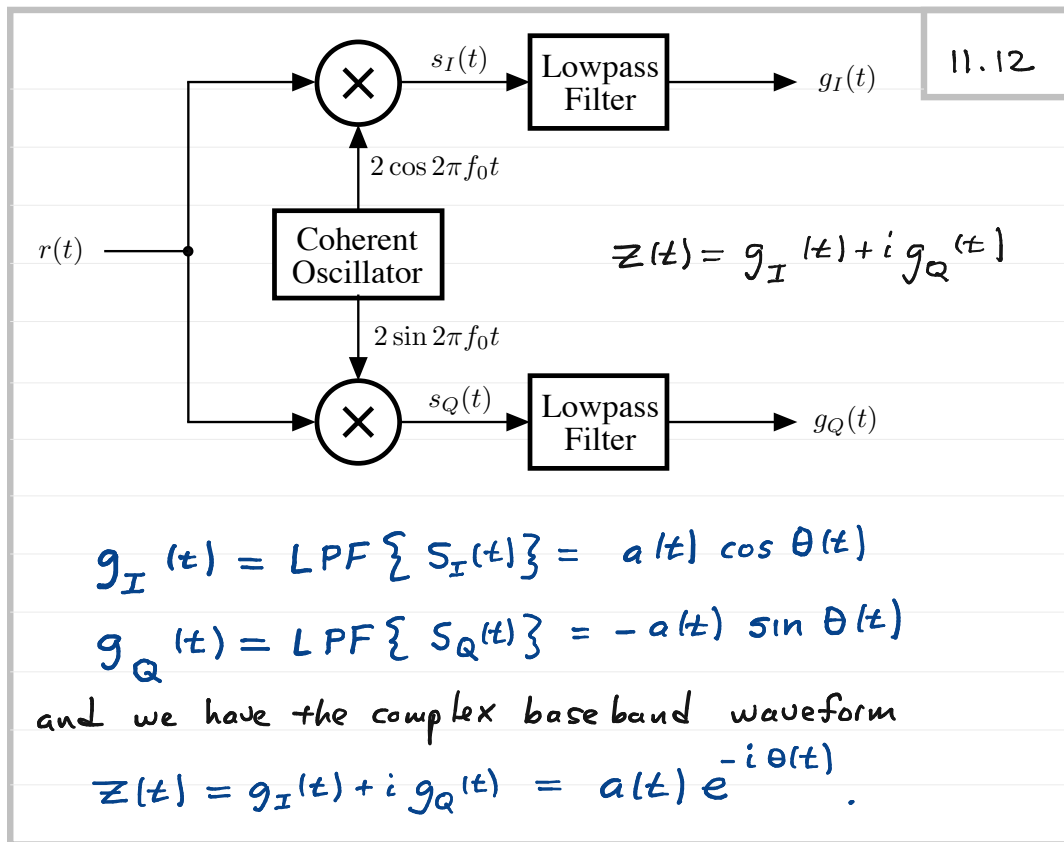 11.12
s_I(t)
Lowpass
Filter
g_I(t)
2 cos 2πf_0t
r(t)
Coherent
Oscillator
z(t) = g_I(t) + i g_Q(t)
2 sin 2πf_0t
s_Q(t)
Lowpass
Filter
g_Q(t)
g_I(t) = LPF{ S_I(t)} = a(t) cos θ(t)
g_Q(t) = LPF{ S_Q(t)} = -a(t) sin θ(t)
and we have the complex baseband waveform
z(t) = g_I(t) + i g_Q(t) = a(t) e^{-iθ(t)}.